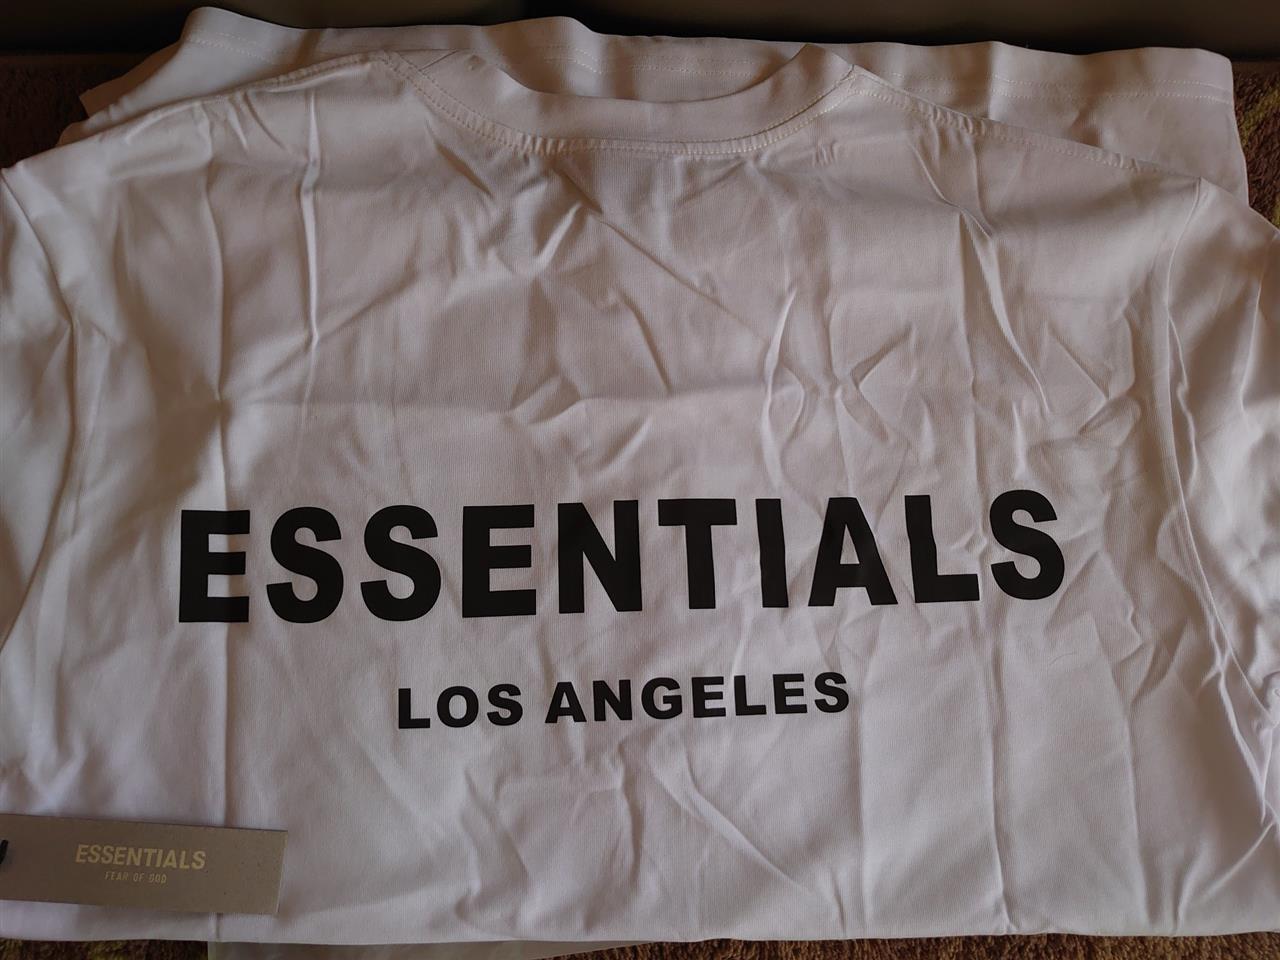 ESSENTIALS
LOS ANGELES
ESSENTIALS
FEAR OF GOD